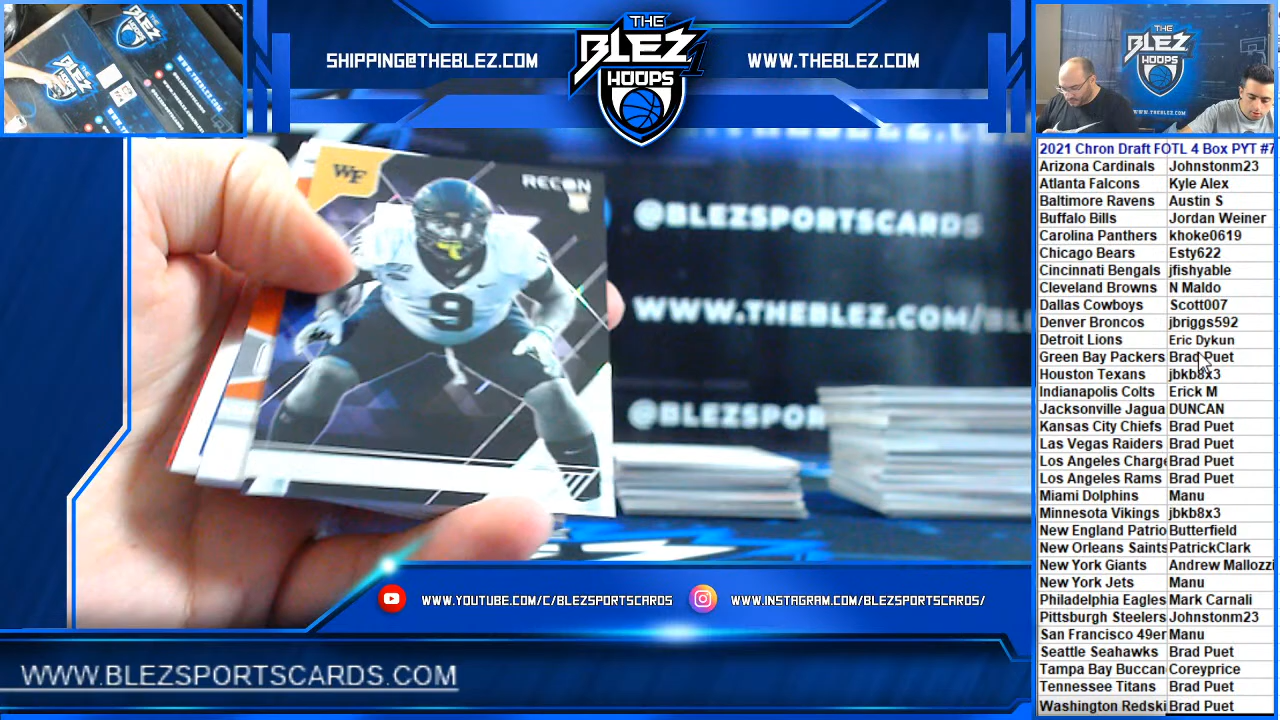 SHIPPING@THEBLEZ.COM
THE
BLEZ
HOOPS
WWW.THEBLEZ.COM
THE
BLEZ
HOOPS
WF
RECON
RC
9
@BLEZSPORTSCARDS
WWW.THEBLEZ.COM/BL
@BLEZSPOR
WWW.YOUTUBE.COM/C/BLEZSPORTSCARDS
WWW.INSTAGRAM.COM/BLEZSPORTSCARDS/
WWW.BLEZSPORTSCARDS.COM
2021 Chron Draft FOTL 4 Box PYT #7
Arizona Cardinals Johnstonm23
Atlanta Falcons Kyle Alex
Baltimore Ravens Austin S
Buffalo Bills Jordan Weiner
Carolina Panthers khoke0619
Chicago Bears Esty622
Cincinnati Bengals jfishyable
Cleveland Browns N Maldo
Dallas Cowboys Scott007
Denver Broncos jbriggs592
Detroit Lions Eric Dykun
Green Bay Packers Brad Puet
Houston Texans jbkb8x3
Indianapolis Colts Erick M
Jacksonville Jagua DUNCAN
Kansas City Chiefs Brad Puet
Las Vegas Raiders Brad Puet
Los Angeles Charge Brad Puet
Los Angeles Rams Brad Puet
Miami Dolphins Manu
Minnesota Vikings jbkb8x3
New England Patrio Butterfield
New Orleans Saints PatrickClark
New York Giants Andrew Mallozzi
New York Jets Manu
Philadelphia Eagles Mark Carnali
Pittsburgh Steelers Johnstonm23
San Francisco 49er Manu
Seattle Seahawks Brad Puet
Tampa Bay Buccan Coreyprice
Tennessee Titans Brad Puet
Washington Redski Brad Puet